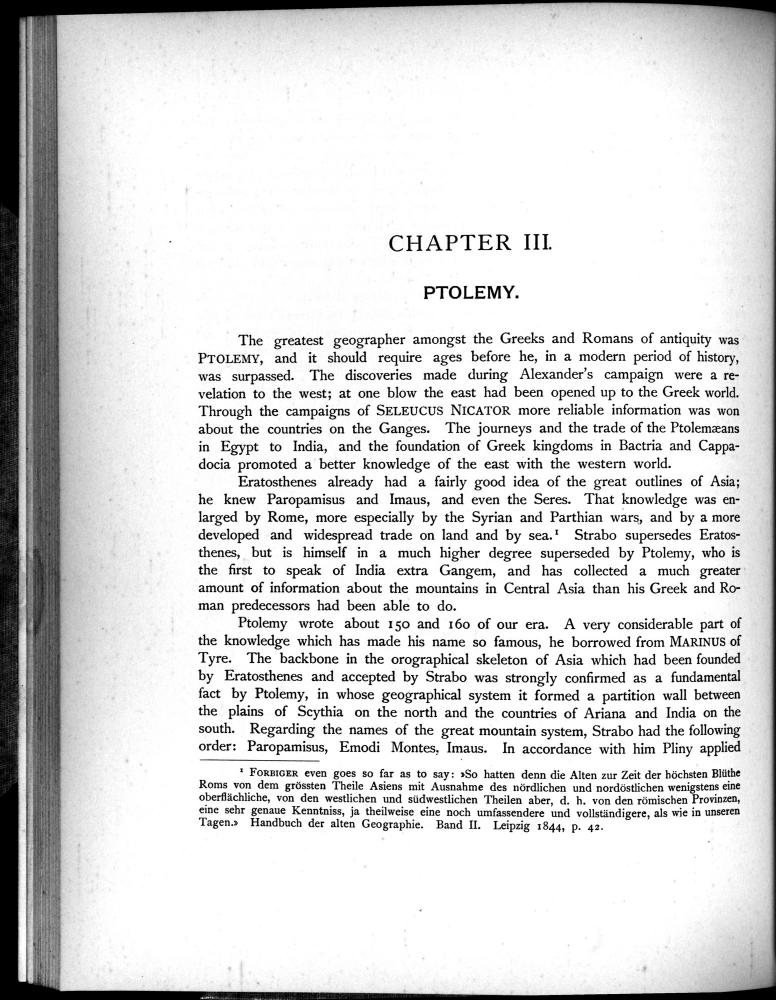 CHAPTER III.
PTOLEMY.
The greatest geographer amongst the Greeks and Romans of antiquity was
PTOLEMY, and it should require ages before he, in a modern period of history,
was surpassed. The discoveries made during Alexander's campaign were a re-
velation to the west; at one blow the east had been opened up to the Greek world.
Through the campaigns of SELEUCUS NICATOR more reliable information was won
about the countries on the Ganges. The journeys and the trade of the Ptolemæans
in Egypt to India, and the foundation of Greek kingdoms in Bactria and Cappa-
docia promoted a better knowledge of the east with the western world.
Eratosthenes already had a fairly good idea of the great outlines of Asia;
he knew Paropamisus and Imaus, and even the Seres. That knowledge was en-
larged by Rome, more especially by the Syrian and Parthian wars, and by a more
developed and widespread trade on land and by sea.¹ Strabo supersedes Eratos-
thenes, but is himself in a much higher degree superseded by Ptolemy, who is
the first to speak of India extra Gangem, and has collected a much greater
amount of information about the mountains in Central Asia than his Greek and Ro-
man predecessors had been able to do.
Ptolemy wrote about 150 and 160 of our era. A very considerable part of
the knowledge which has made his name so famous, he borrowed from MARINUS of
Tyre. The backbone in the orographical skeleton of Asia which had been founded
by Eratosthenes and accepted by Strabo was strongly confirmed as a fundamental
fact by Ptolemy, in whose geographical system it formed a partition wall between
the plains of Scythia on the north and the countries of Ariana and India on the
south. Regarding the names of the great mountain system, Strabo had the following
order: Paropamisus, Emodi Montes, Imaus. In accordance with him Pliny applied
¹ FORBIGER even goes so far as to say: »So hatten denn die Alten zur Zeit der höchsten Blüthe
Roms von dem grössten Theile Asiens mit Ausnahme des nördlichen und nordöstlichen wenigstens eine
oberflächliche, von den westlichen und südwestlichen Theilen aber, d. h. von den römischen Provinzen,
eine sehr genaue Kenntniss, ja theilweise eine noch umfassendere und vollständigere, als wie in unseren
Tagen.» Handbuch der alten Geographie. Band II. Leipzig 1844, p. 42.